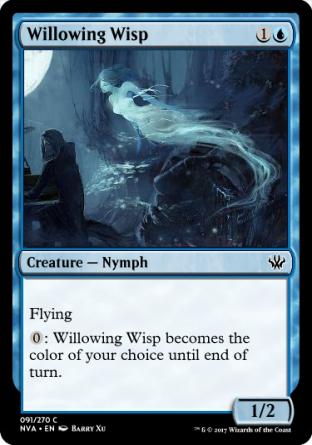 Willowing Wisp 1
Creature — Nymph
Flying
0: Willowing Wisp becomes the
color of your choice until end of
turn.
1/2
091/270 C
NVA • EN Barry Xu
™ & © 2017 Wizards of the Coast